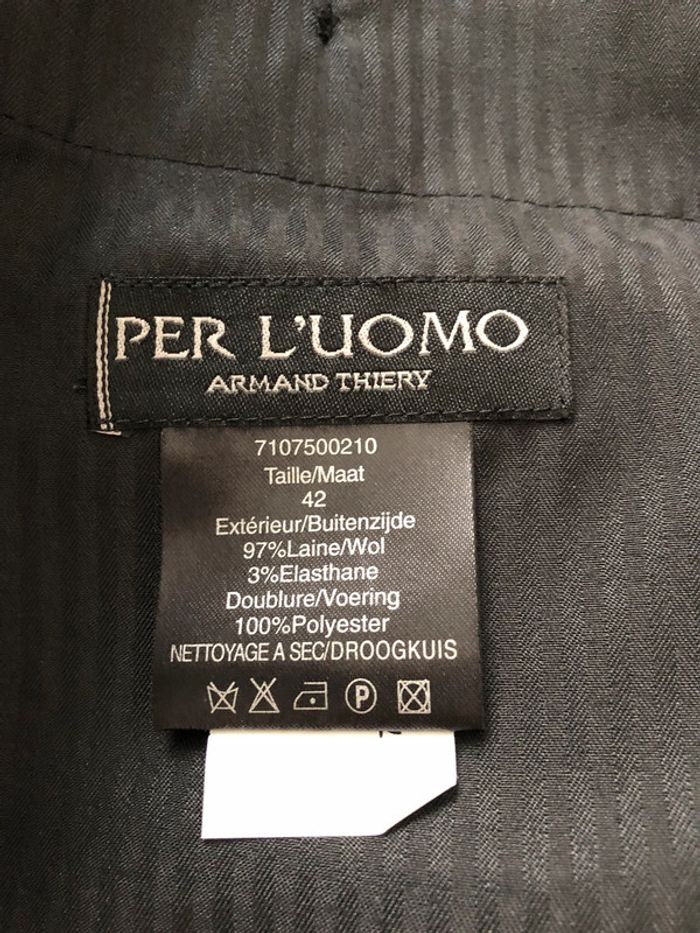 PER L'UOMO
ARMAND THIERY
7107500210
Taille/Maat
42
Extérieur/Buitenzijde
97%Laine/Wol
3%Elasthane
Doublure/Voering
100%Polyester
NETTOYAGE A SEC/DROOGKUIS
P